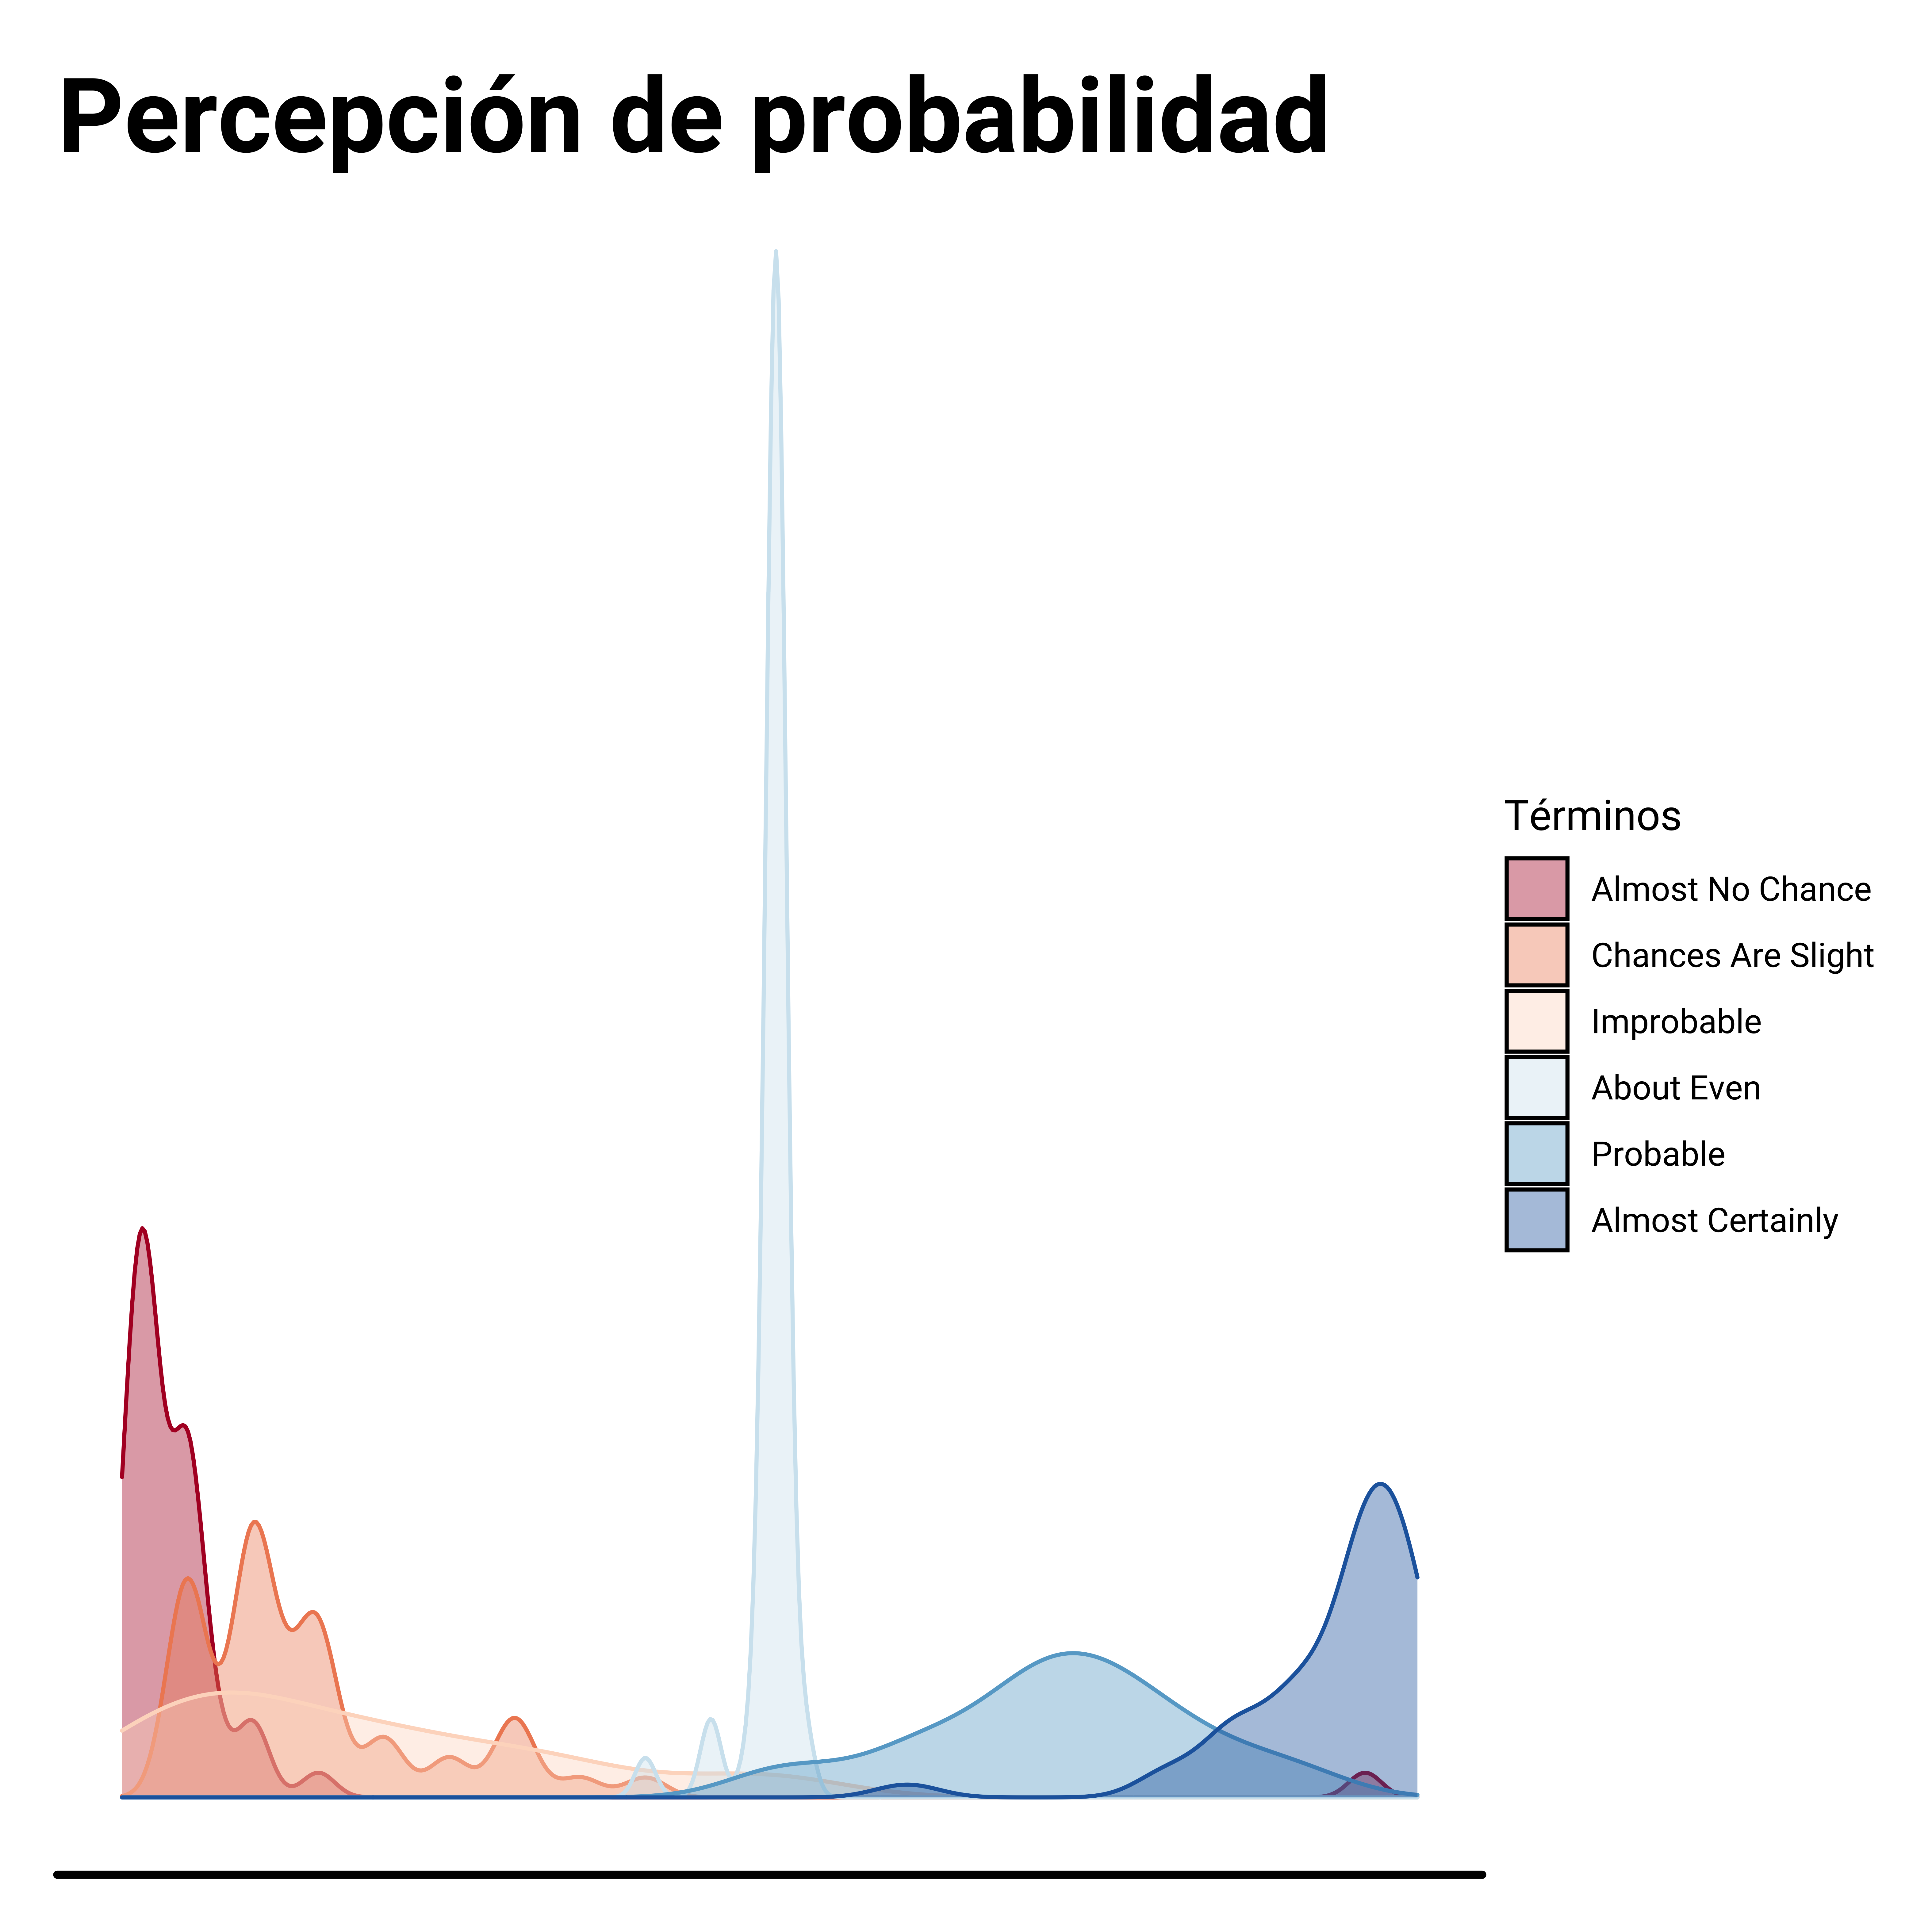 Percepción de probabilidad
Términos
Almost No Chance
Chances Are Slight
Improbable
About Even
Probable
Almost Certainly